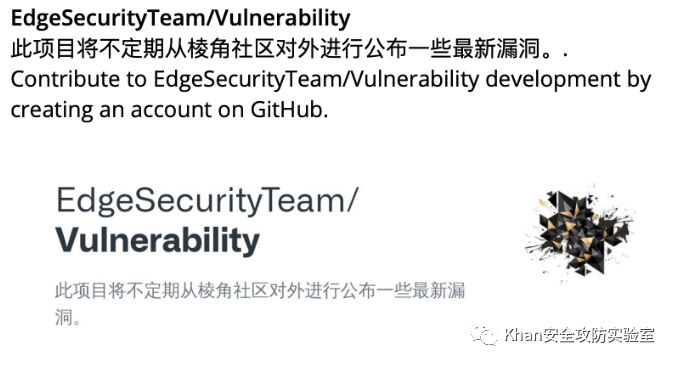 EdgeSecurityTeam/Vulnerability
此项目将不定期从棱角社区对外进行公布一些最新漏洞。.
Contribute to EdgeSecurityTeam/Vulnerability development by
creating an account on GitHub.
EdgeSecurityTeam/
Vulnerability
此项目将不定期从棱角社区对外进行公布一些最新漏
洞。
Khan安全攻防实验室